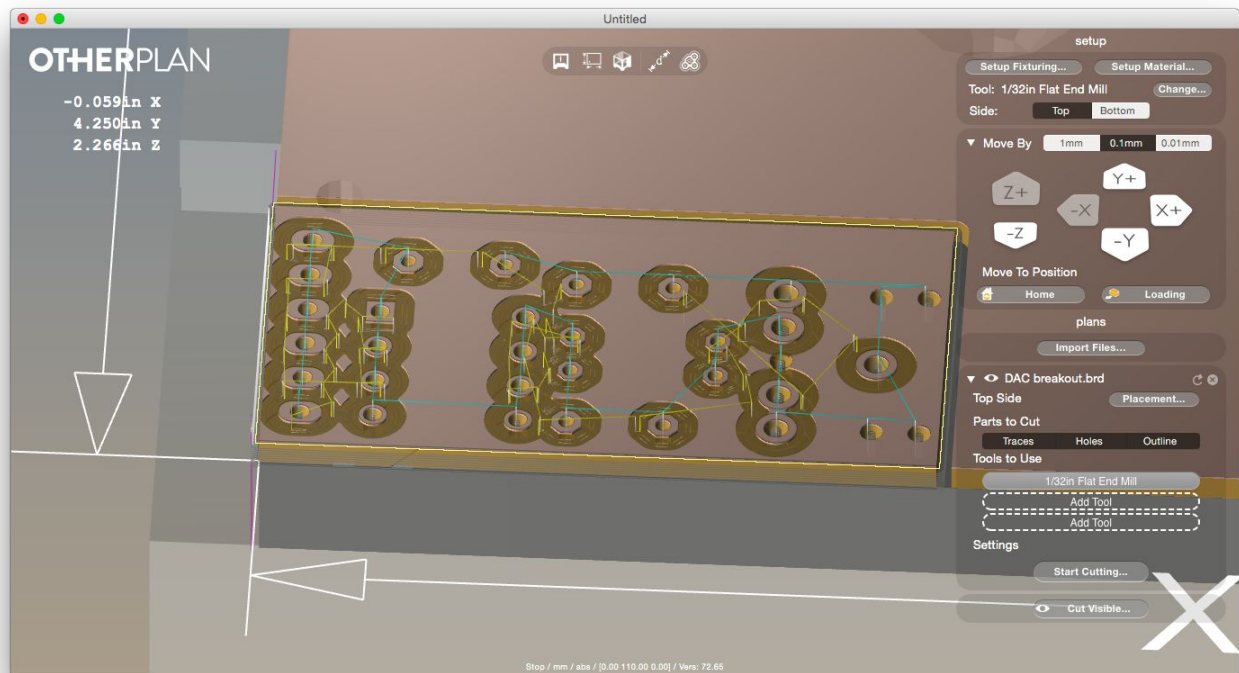 Untitled
OTHERPLAN
-0.059in X
4.250in Y
2.266in Z
setup
Setup Fixturing... Setup Material...
Tool: 1/32in Flat End Mill Change...
Side: Top Bottom
Move By 1mm 0.1mm 0.01mm
Z+ Y+
-X X+
-Z -Y
Move To Position
Home Loading
plans
Import Files...
DAC breakout.brd
Top Side Placement...
Parts to Cut
Traces Holes Outline
Tools to Use
1/32in Flat End Mill
Add Tool
Add Tool
Settings
Start Cutting...
Cut Visible...
X
Stop / mm / abs / [0.00 110.00 0.00] / Vers: 72.65